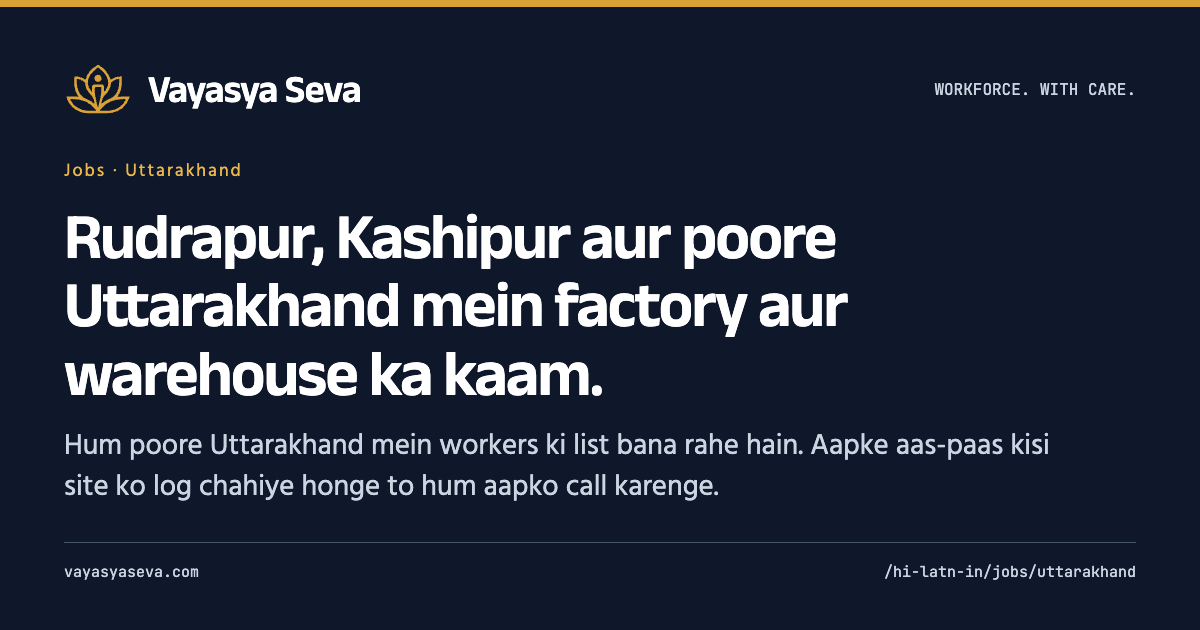 Vayasya Seva
WORKFORCE. WITH CARE.
Jobs · Uttarakhand
Rudrapur, Kashipur aur poore
Uttarakhand mein factory aur
warehouse ka kaam.
Hum poore Uttarakhand mein workers ki list bana rahe hain. Aapke aas-paas kisi
site ko log chahiye honge to hum aapko call karenge.
vayasyaseva.com
/hi-latn-in/jobs/uttarakhand